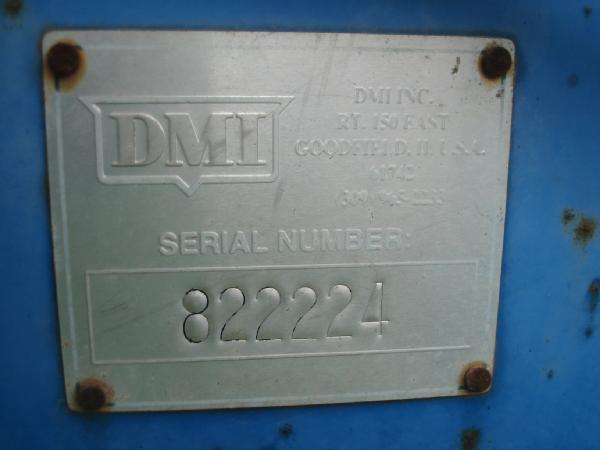 DMI
DMI INC.
RT. 150 EAST
GOODFIELD, IL U.S.A.
61742
SERIAL NUMBER:
822224